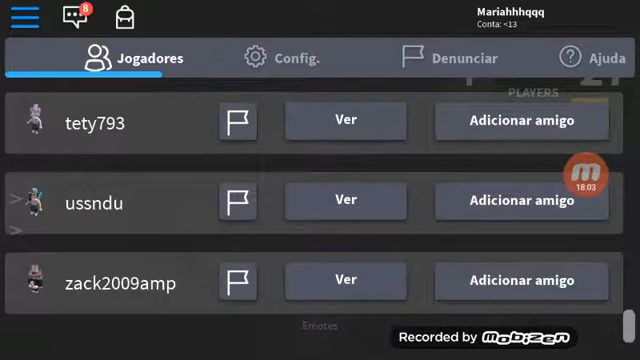 8
Mariahhhqqq
Conta: <13
Jogadores
Config.
Denunciar
Ajuda
PLAYERS
tety793
Ver
Adicionar amigo
ussndu
Ver
Adicionar amigo
18.03
zack2009amp
Ver
Adicionar amigo
Emotes
Recorded by MOBIZEN